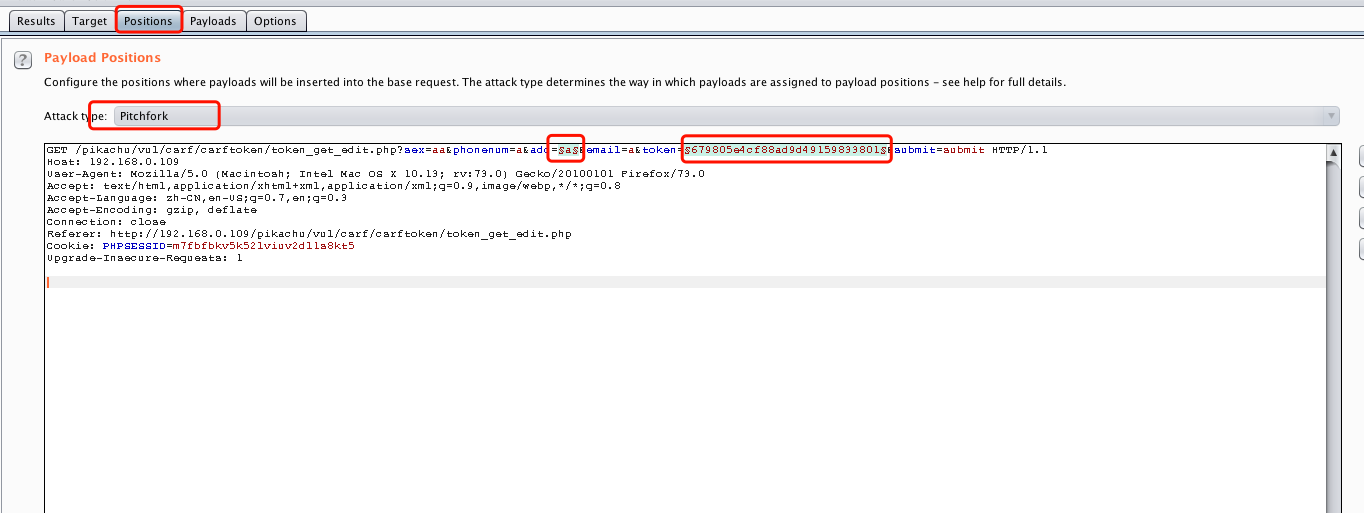 Results Target Positions Payloads Options
? Payload Positions
Configure the positions where payloads will be inserted into the base request. The attack type determines the way in which payloads are assigned to payload positions – see help for full details.
Attack type: Pitchfork
GET /pikachu/vul/csrf/csrftoken/token_get_edit.php?sex=aa&phonenum=a&add=§a§&email=a&token=§679805e4cf88ad9d49159833801§&submit=submit HTTP/1.1
Host: 192.168.0.109
User-Agent: Mozilla/5.0 (Macintosh; Intel Mac OS X 10.13; rv:73.0) Gecko/20100101 Firefox/73.0
Accept: text/html,application/xhtml+xml,application/xml;q=0.9,image/webp,*/*;q=0.8
Accept-Language: zh-CN,en-US;q=0.7,en;q=0.3
Accept-Encoding: gzip, deflate
Connection: close
Referer: http://192.168.0.109/pikachu/vul/csrf/csrftoken/token_get_edit.php
Cookie: PHPSESSID=m7fbfbkv5k52lviuv2dlla8kt5
Upgrade-Insecure-Requests: 1